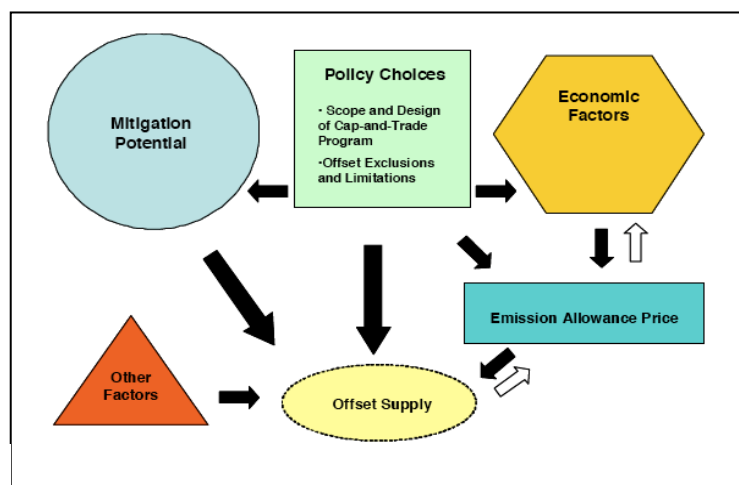 Mitigation
Potential
Policy Choices
• Scope and Design
of Cap-and-Trade
Program
•Offset Exclusions
and Limitations
Economic
Factors
Emission Allowance Price
Other
Factors
Offset Supply